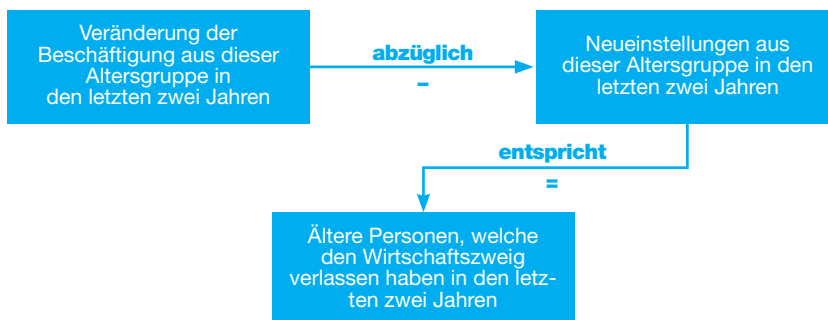 Veränderung der
Beschäftigung aus dieser
Altersgruppe in
den letzten zwei Jahren
abzüglich
–
Neueinstellungen aus
dieser Altersgruppe in den
letzten zwei Jahren
entspricht
=
Ältere Personen, welche
den Wirtschaftszweig
verlassen haben in den letz-
ten zwei Jahren